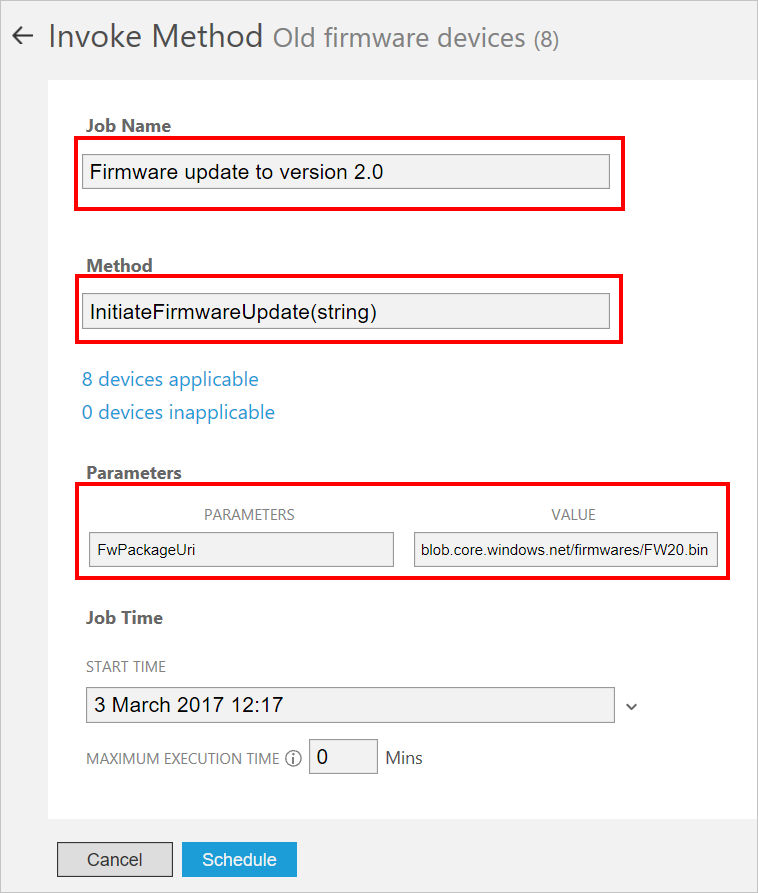 Invoke Method Old firmware devices (8)
Job Name
Firmware update to version 2.0
Method
InitiateFirmwareUpdate(string)
8 devices applicable
0 devices inapplicable
Parameters
PARAMETERS VALUE
FwPackageUri blob.core.windows.net/firmwares/FW20.bin
Job Time
START TIME
3 March 2017 12:17
MAXIMUM EXECUTION TIME 0 Mins
Cancel Schedule